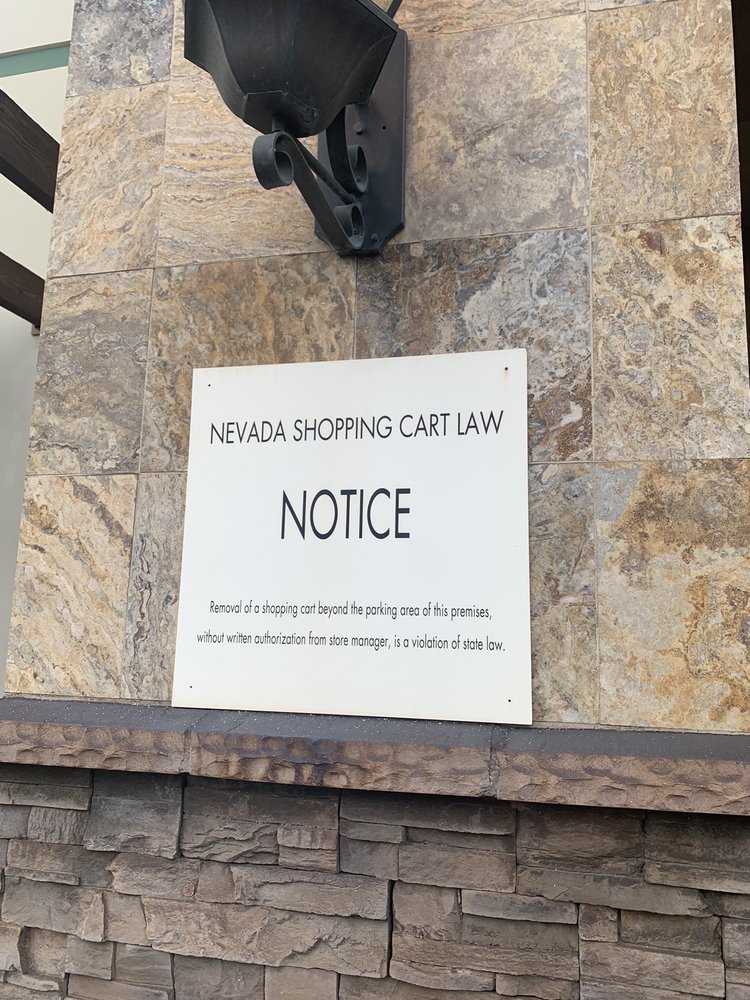 NEVADA SHOPPING CART LAW
NOTICE
Removal of a shopping cart beyond the parking area of this premises,
without written authorization from store manager, is a violation of state law.